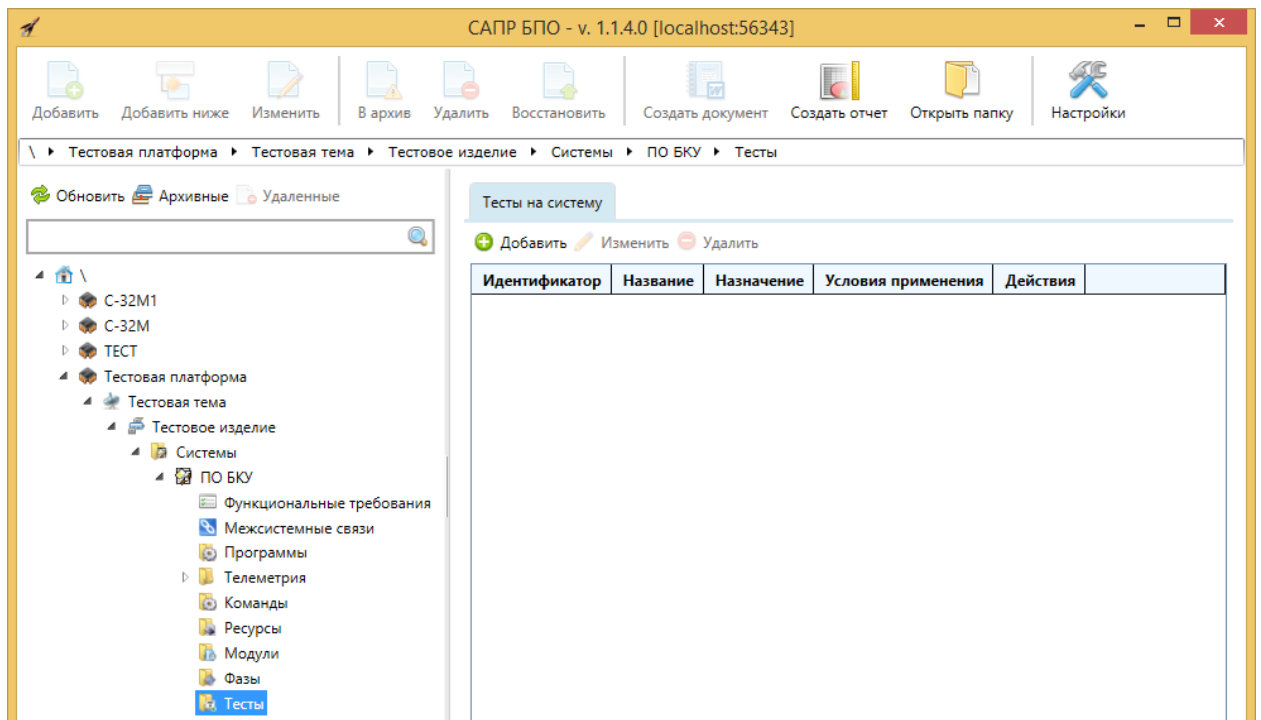 САПР БПО - v. 1.1.4.0 [localhost:56343]
Добавить Добавить ниже Изменить В архив Удалить Восстановить Создать документ Создать отчет Открыть папку Настройки
\ Тестовая платформа Тестовая тема Тестовое изделие Системы ПО БКУ Тесты
Обновить Архивные Удаленные
\
С-32М1
С-32М
ТЕСТ
Тестовая платформа
Тестовая тема
Тестовое изделие
Системы
ПО БКУ
Функциональные требования
Межсистемные связи
Программы
Телеметрия
Команды
Ресурсы
Модули
Фазы
Тесты
Тесты на систему
Добавить Изменить Удалить
Идентификатор Название Назначение Условия применения Действия